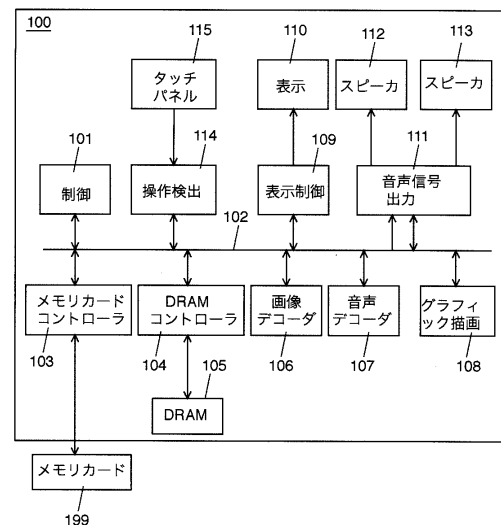 100
115
110
112
113
タッチ
パネル
表示
スピーカ
スピーカ
101
114
109
111
制御
操作検出
表示制御
音声信号
出力
102
メモリカード
コントローラ
DRAM
コントローラ
画像
デコーダ
音声
デコーダ
グラフィ
ック描画
103
104
105
106
107
108
DRAM
メモリカード
199